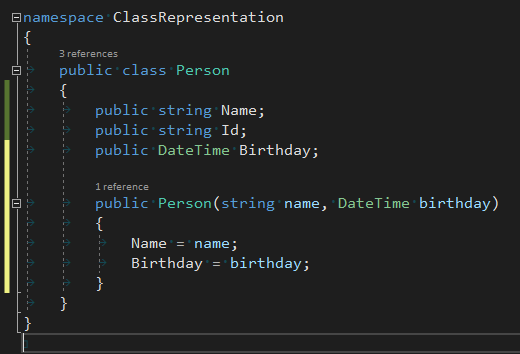 namespace ClassRepresentation
{
3 references
public class Person
{
public string Name;
public string Id;
public DateTime Birthday;
1 reference
public Person(string name, DateTime birthday)
{
Name = name;
Birthday = birthday;
}
}
}